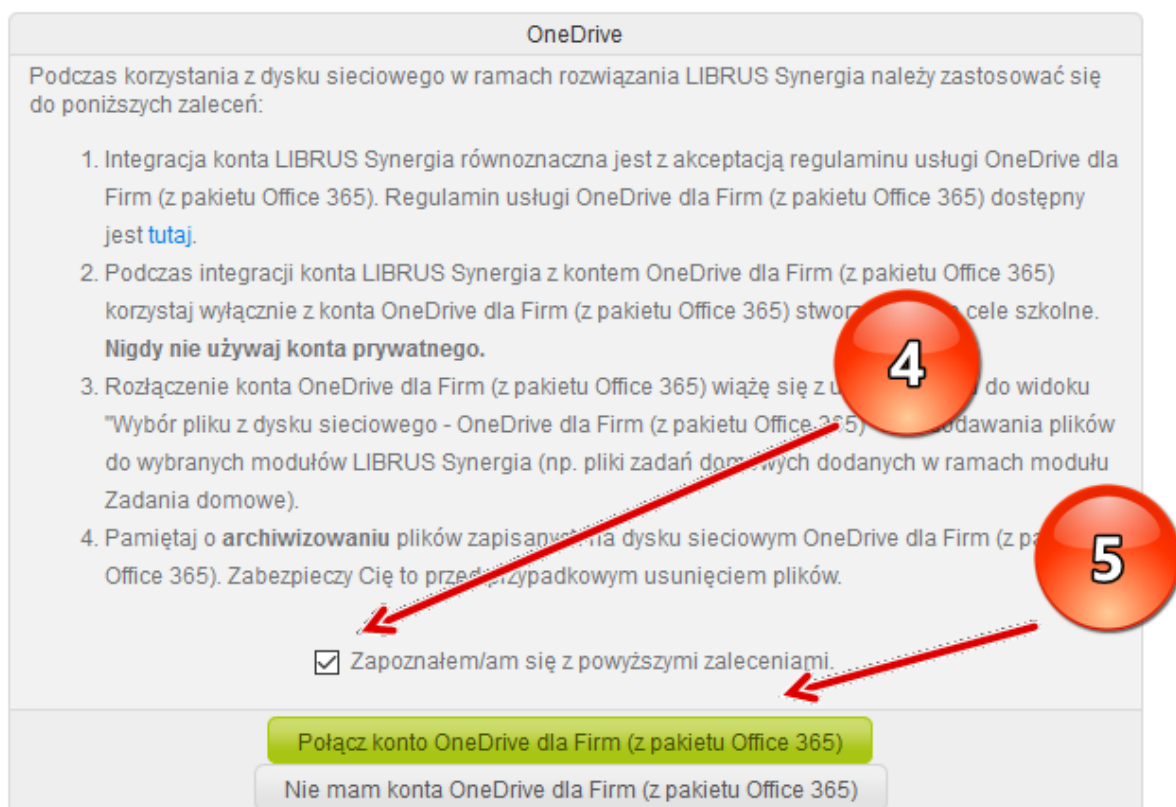 OneDrive
Podczas korzystania z dysku sieciowego w ramach rozwiązania LIBRUS Synergia należy zastosować się
do poniższych zaleceń:
1. Integracja konta LIBRUS Synergia równoznaczna jest z akceptacją regulaminu usługi OneDrive dla
Firm (z pakietu Office 365). Regulamin usługi OneDrive dla Firm (z pakietu Office 365) dostępny
jest tutaj.
2. Podczas integracji konta LIBRUS Synergia z kontem OneDrive dla Firm (z pakietu Office 365)
korzystaj wyłącznie z konta OneDrive dla Firm (z pakietu Office 365) cele szkolne.
Nigdy nie używaj konta prywatnego.
4
3. Rozłączenie konta OneDrive dla Firm (z pakietu Office 365) wiążę się z do widoku
"Wybór pliku z dysku sieciowego - OneDrive dla Firm (z pakietu Office 365) dodawania plików
do wybranych modułów LIBRUS Synergia (np. pliki zadań domowych dodanych w ramach modułu
Zadania domowe).
4. Pamiętaj o archiwizowaniu plików zapisanych na dysku sieciowym OneDrive dla Firm (z
Office 365). Zabezpieczy Cię to przed przypadkowym usunięciem plików.
5
Zapoznałem/am się z powyższymi zaleceniami.
Połącz konto OneDrive dla Firm (z pakietu Office 365)
Nie mam konta OneDrive dla Firm (z pakietu Office 365)